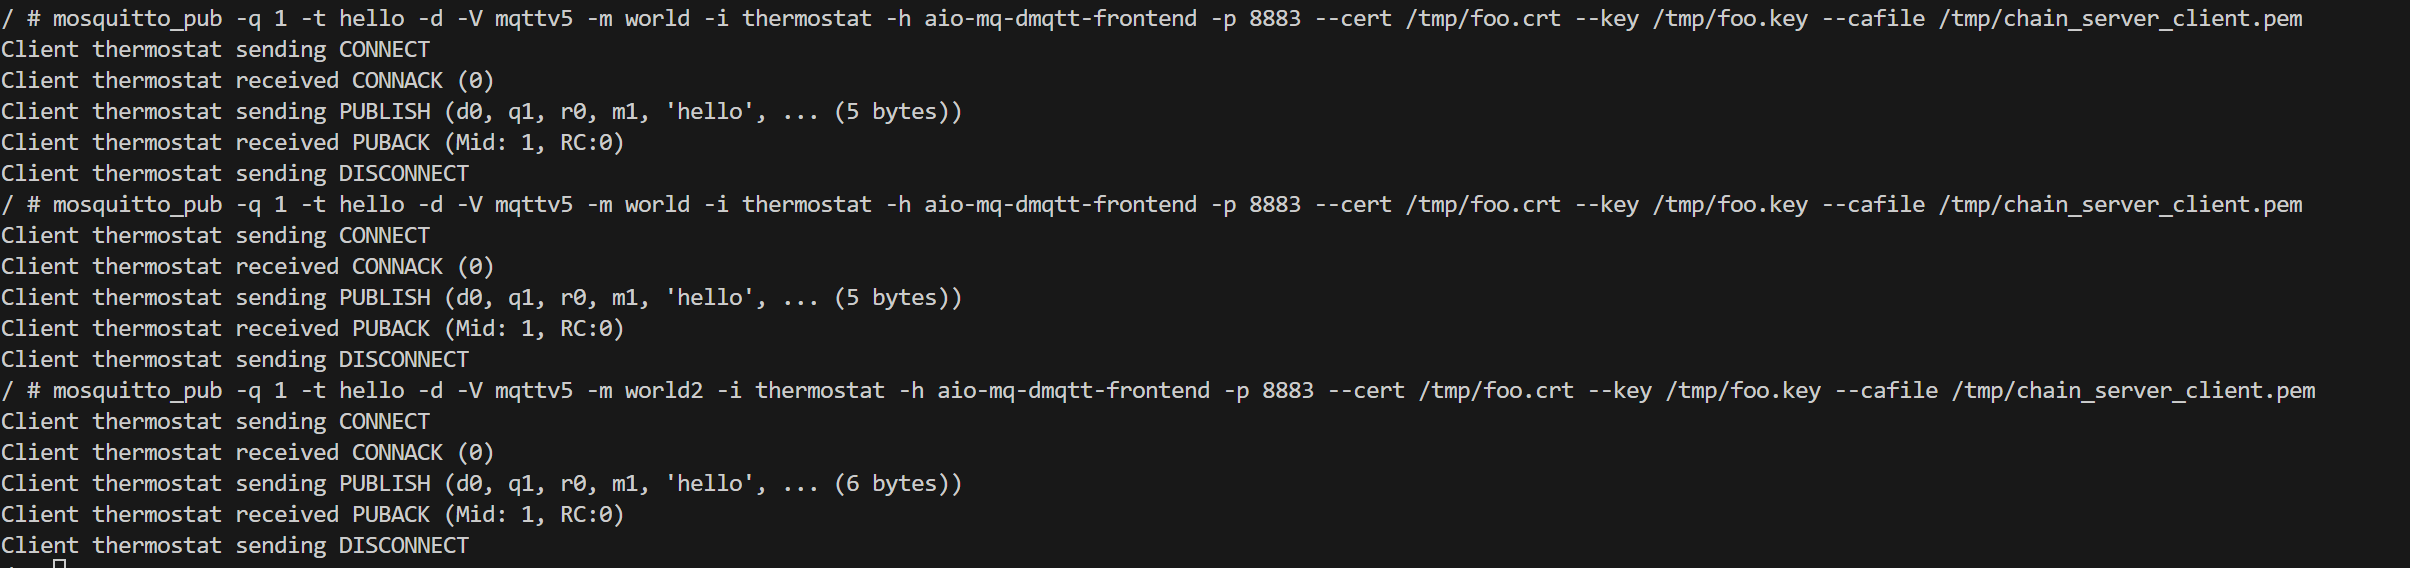 / # mosquitto_pub -q 1 -t hello -d -V mqttv5 -m world -i thermostat -h aio-mq-dmqtt-frontend -p 8883 --cert /tmp/foo.crt --key /tmp/foo.key --cafile /tmp/chain_server_client.pem
Client thermostat sending CONNECT
Client thermostat received CONNACK (0)
Client thermostat sending PUBLISH (d0, q1, r0, m1, 'hello', ... (5 bytes))
Client thermostat received PUBACK (Mid: 1, RC:0)
Client thermostat sending DISCONNECT
/ # mosquitto_pub -q 1 -t hello -d -V mqttv5 -m world -i thermostat -h aio-mq-dmqtt-frontend -p 8883 --cert /tmp/foo.crt --key /tmp/foo.key --cafile /tmp/chain_server_client.pem
Client thermostat sending CONNECT
Client thermostat received CONNACK (0)
Client thermostat sending PUBLISH (d0, q1, r0, m1, 'hello', ... (5 bytes))
Client thermostat received PUBACK (Mid: 1, RC:0)
Client thermostat sending DISCONNECT
/ # mosquitto_pub -q 1 -t hello -d -V mqttv5 -m world2 -i thermostat -h aio-mq-dmqtt-frontend -p 8883 --cert /tmp/foo.crt --key /tmp/foo.key --cafile /tmp/chain_server_client.pem
Client thermostat sending CONNECT
Client thermostat received CONNACK (0)
Client thermostat sending PUBLISH (d0, q1, r0, m1, 'hello', ... (6 bytes))
Client thermostat received PUBACK (Mid: 1, RC:0)
Client thermostat sending DISCONNECT